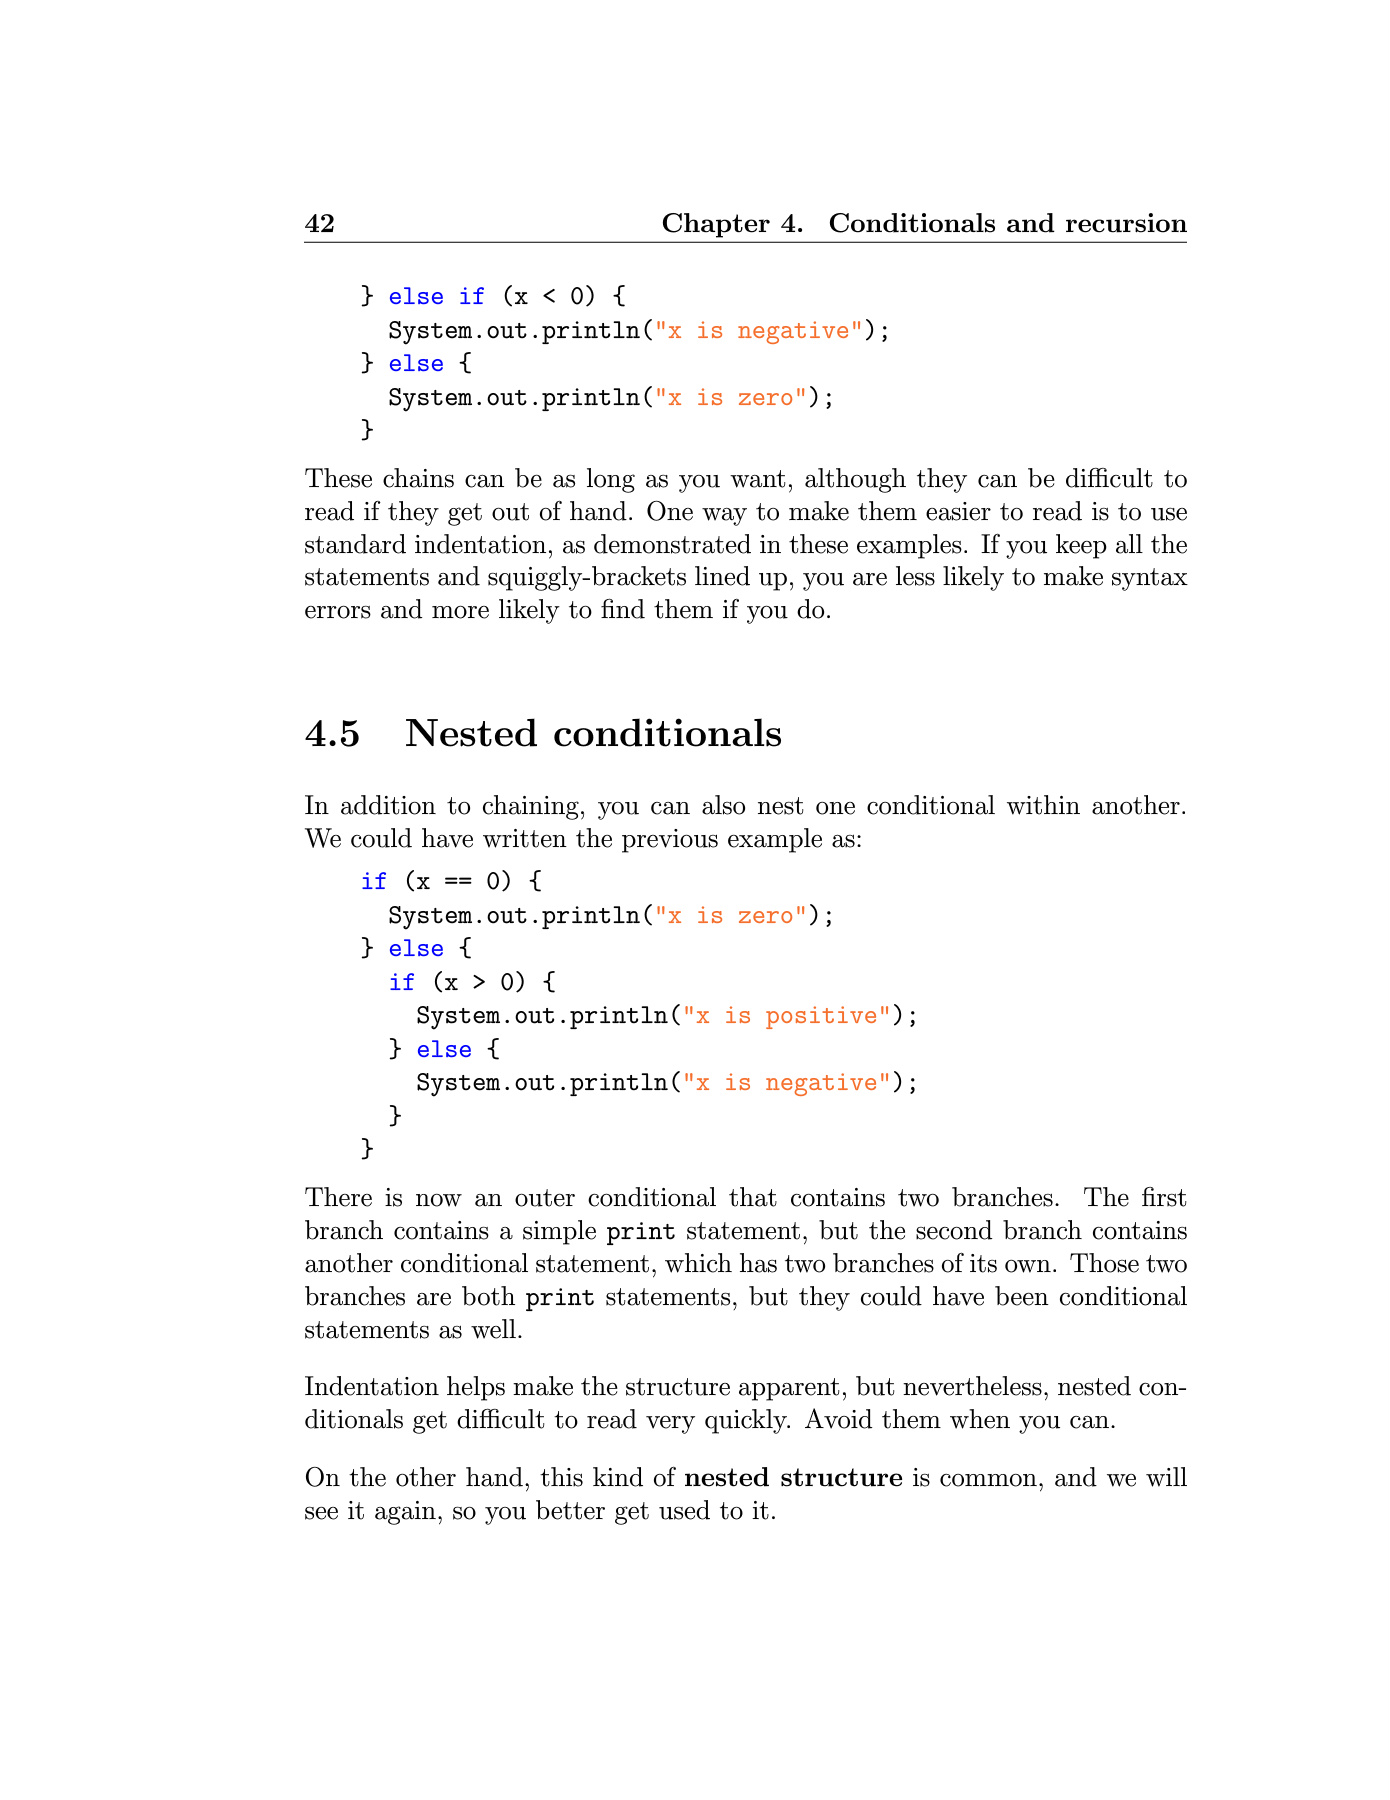 42 Chapter 4. Conditionals and recursion
} else if (x < 0) {
  System.out.println("x is negative");
} else {
  System.out.println("x is zero");
}
These chains can be as long as you want, although they can be difficult to
read if they get out of hand. One way to make them easier to read is to use
standard indentation, as demonstrated in these examples. If you keep all the
statements and squiggly-brackets lined up, you are less likely to make syntax
errors and more likely to find them if you do.
4.5 Nested conditionals
In addition to chaining, you can also nest one conditional within another.
We could have written the previous example as:
if (x == 0) {
  System.out.println("x is zero");
} else {
  if (x > 0) {
    System.out.println("x is positive");
  } else {
    System.out.println("x is negative");
  }
}
There is now an outer conditional that contains two branches. The first
branch contains a simple print statement, but the second branch contains
another conditional statement, which has two branches of its own. Those two
branches are both print statements, but they could have been conditional
statements as well.
Indentation helps make the structure apparent, but nevertheless, nested con-
ditionals get difficult to read very quickly. Avoid them when you can.
On the other hand, this kind of nested structure is common, and we will
see it again, so you better get used to it.